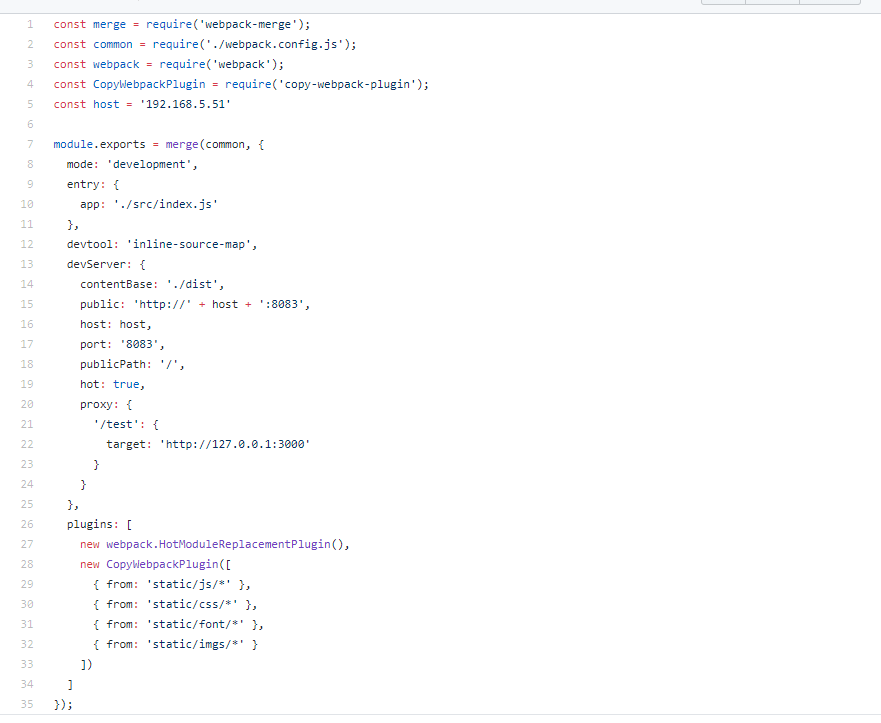 1 const merge = require('webpack-merge');
2 const common = require('./webpack.config.js');
3 const webpack = require('webpack');
4 const CopyWebpackPlugin = require('copy-webpack-plugin');
5 const host = '192.168.5.51'
6
7 module.exports = merge(common, {
8   mode: 'development',
9   entry: {
10     app: './src/index.js'
11   },
12   devtool: 'inline-source-map',
13   devServer: {
14     contentBase: './dist',
15     public: 'http://' + host + ':8083',
16     host: host,
17     port: '8083',
18     publicPath: '/',
19     hot: true,
20     proxy: {
21       '/test': {
22         target: 'http://127.0.0.1:3000'
23       }
24     }
25   },
26   plugins: [
27     new webpack.HotModuleReplacementPlugin(),
28     new CopyWebpackPlugin([
29       { from: 'static/js/*' },
30       { from: 'static/css/*' },
31       { from: 'static/font/*' },
32       { from: 'static/imgs/*' }
33     ])
34   ]
35 });